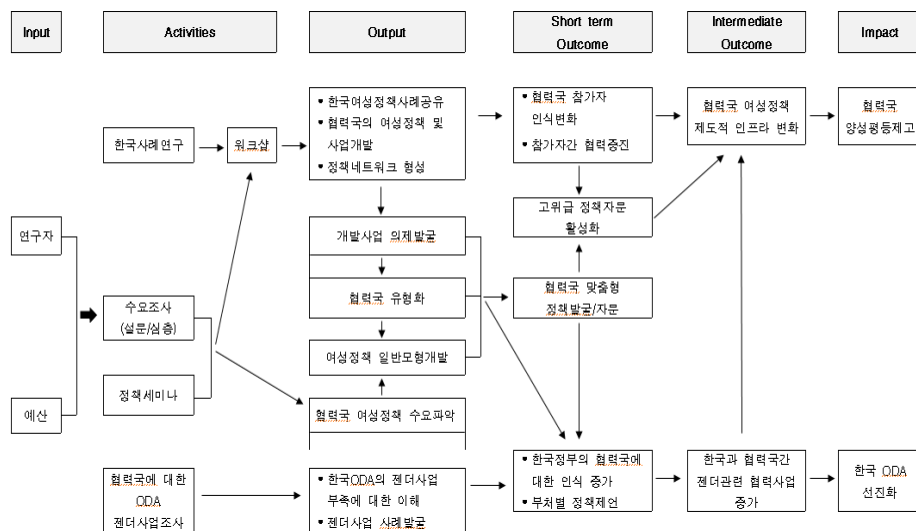 Input
Activities
Output
Short term
Outcome
Intermediate
Outcome
Impact
연구자
예산
한국사례연구
워크샵
수요조사
(설문/심층)
정책세미나
협력국에 대한
ODA
젠더사업조사
• 한국여성정책사례공유
• 협력국의 여성정책 및
사업개발
• 정책네트워크 형성
개발사업 의제발굴
협력국 유형화
여성정책 일반모형개발
협력국 여성정책 수요파악
• 한국ODA의 젠더사업
부족에 대한 이해
• 젠더사업 사례발굴
• 협력국 참가자
인식변화
• 참가자간 협력증진
고위급 정책자문
활성화
협력국 맞춤형
정책발굴/자문
• 한국정부의 협력국에
대한 인식 증가
• 부처별 정책제언
협력국 여성정책
제도적 인프라 변화
한국과 협력국간
젠더관련 협력사업
증가
협력국
양성평등제고
한국 ODA
선진화